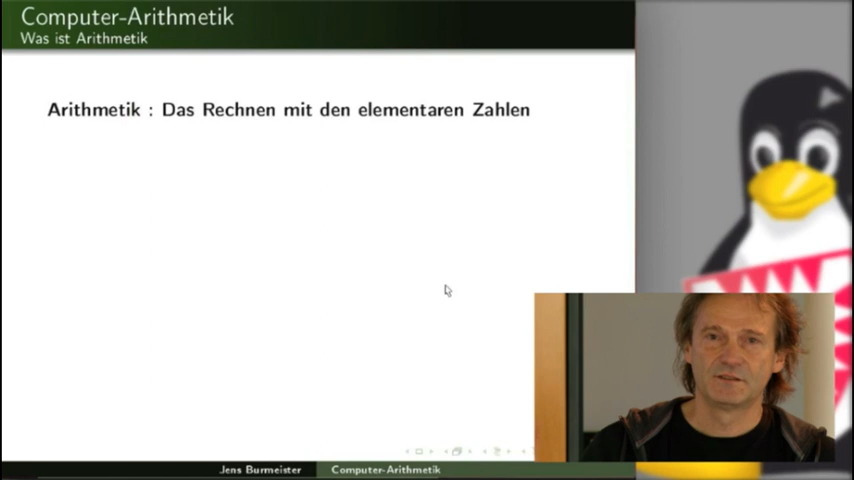 Computer-Arithmetik
Was ist Arithmetik
Arithmetik : Das Rechnen mit den elementaren Zahlen
Jens Burmeister
Computer-Arithmetik